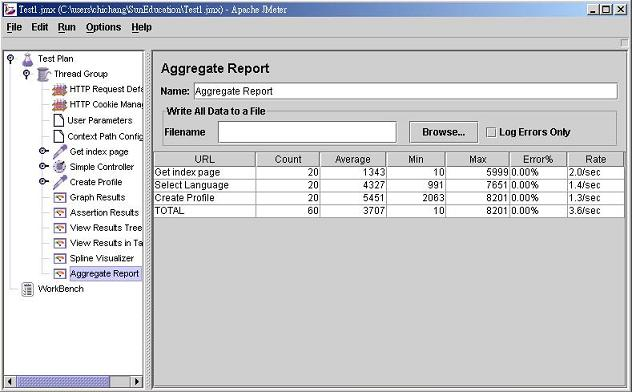 Test1.jmx (C:\users\chichang\SunEducation\Test1.jmx) - Apache JMeter
File Edit Run Options Help
Test Plan
Thread Group
HTTP Request Defa
HTTP Cookie Manag
User Parameters
Context Path Config
Get index page
Simple Controller
Create Profile
Graph Results
Assertion Results
View Results Tree
View Results in Ta
Spline Visualizer
Aggregate Report
WorkBench
Aggregate Report
Name: Aggregate Report
Write All Data to a File
Filename Browse... Log Errors Only
URL Count Average Min Max Error% Rate
Get index page 20 1343 10 5999 0.00% 2.0/sec
Select Language 20 4327 991 7651 0.00% 1.4/sec
Create Profile 20 5451 2063 8201 0.00% 1.3/sec
TOTAL 60 3707 10 8201 0.00% 3.6/sec